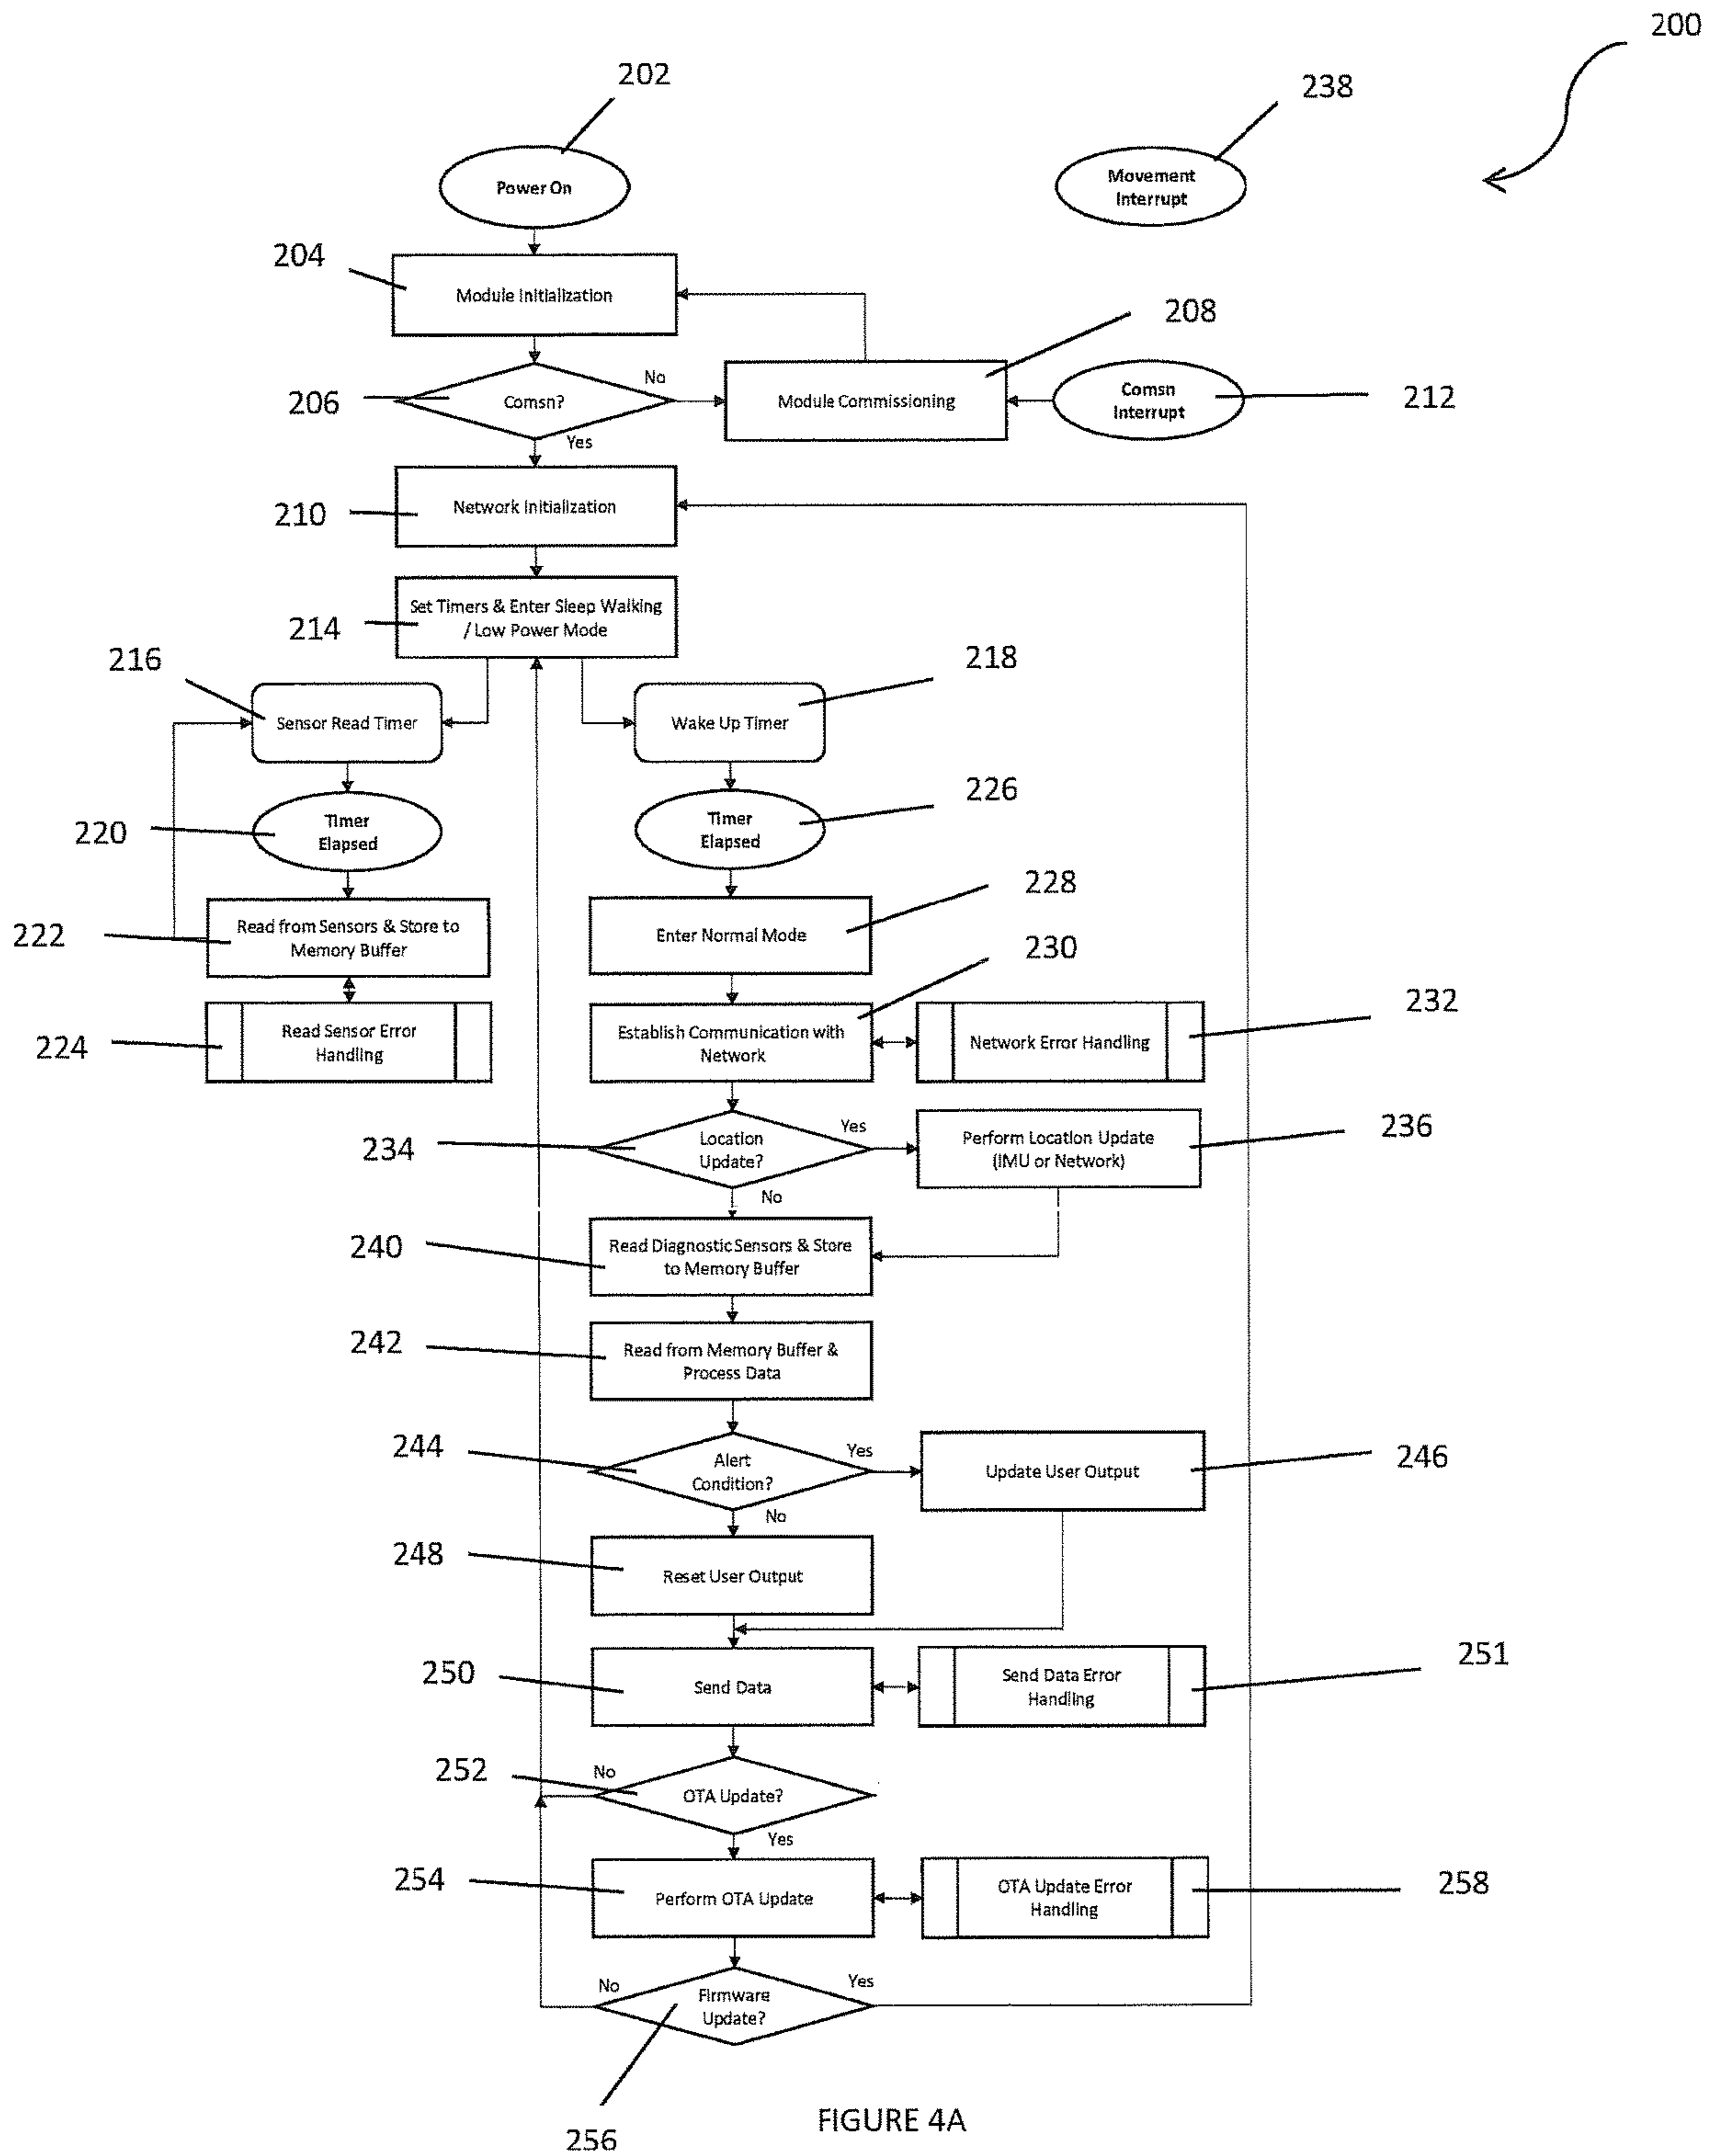 200
202
238
Power On
Movement
Interrupt
204
Module Initialization
208
206
Comsn?
No
Module Commissioning
Comsn
Interrupt
212
Yes
210
Network Initialization
214
Set Timers & Enter Sleep Walking
/ Low Power Mode
216
218
Sensor Read Timer
Wake Up Timer
220
Timer
Elapsed
226
Timer
Elapsed
222
Read from Sensors & Store to
Memory Buffer
228
Enter Normal Mode
230
224
Read Sensor Error
Handling
Establish Communication with
Network
Network Error Handling
232
234
Location
Update?
Yes
Perform Location Update
(IMU or Network)
236
No
240
Read Diagnostic Sensors & Store
to Memory Buffer
242
Read from Memory Buffer &
Process Data
244
Alert
Condition?
Yes
Update User Output
246
No
248
Reset User Output
250
Send Data
Send Data Error
Handling
251
252
No
OTA Update?
Yes
254
Perform OTA Update
OTA Update Error
Handling
258
No
Firmware
Update?
Yes
256
FIGURE 4A